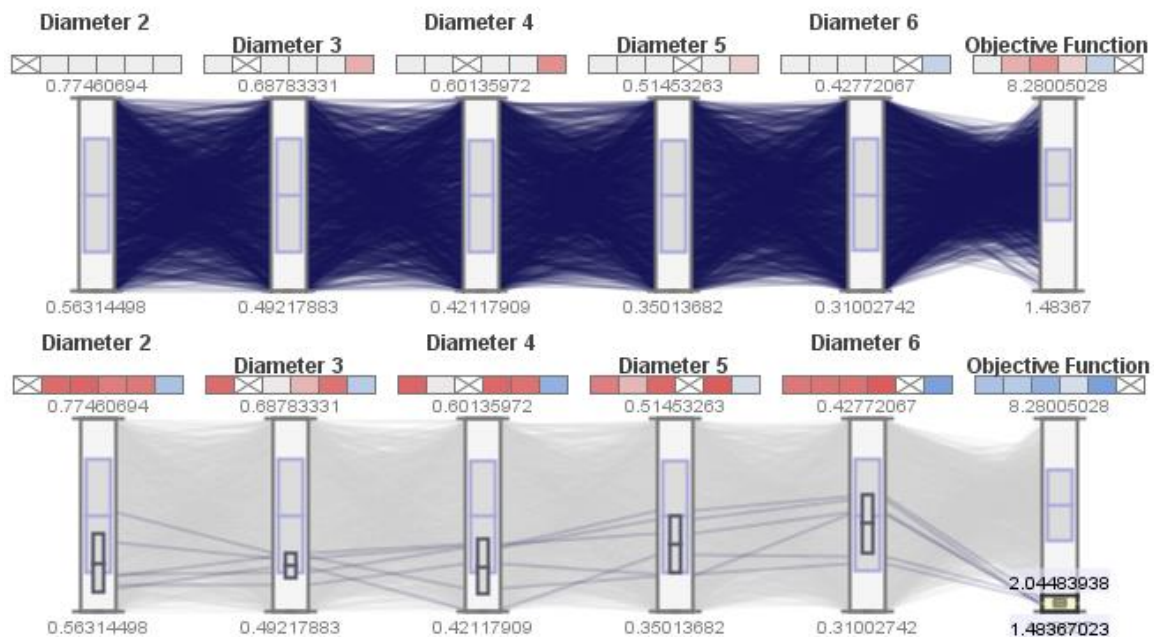 Diameter 2 Diameter 4 Diameter 6
Diameter 3 Diameter 5 Objective Function
0.77460694 0.68783331 0.60135972 0.51453263 0.42772067 8.28005028
0.56314498 0.49217883 0.42117909 0.35013682 0.31002742 1.48367
Diameter 2 Diameter 4 Diameter 6
Diameter 3 Diameter 5 Objective Function
0.77460694 0.68783331 0.60135972 0.51453263 0.42772067 8.28005028
2.04483938
0.56314498 0.49217883 0.42117909 0.35013682 0.31002742 1.48367023